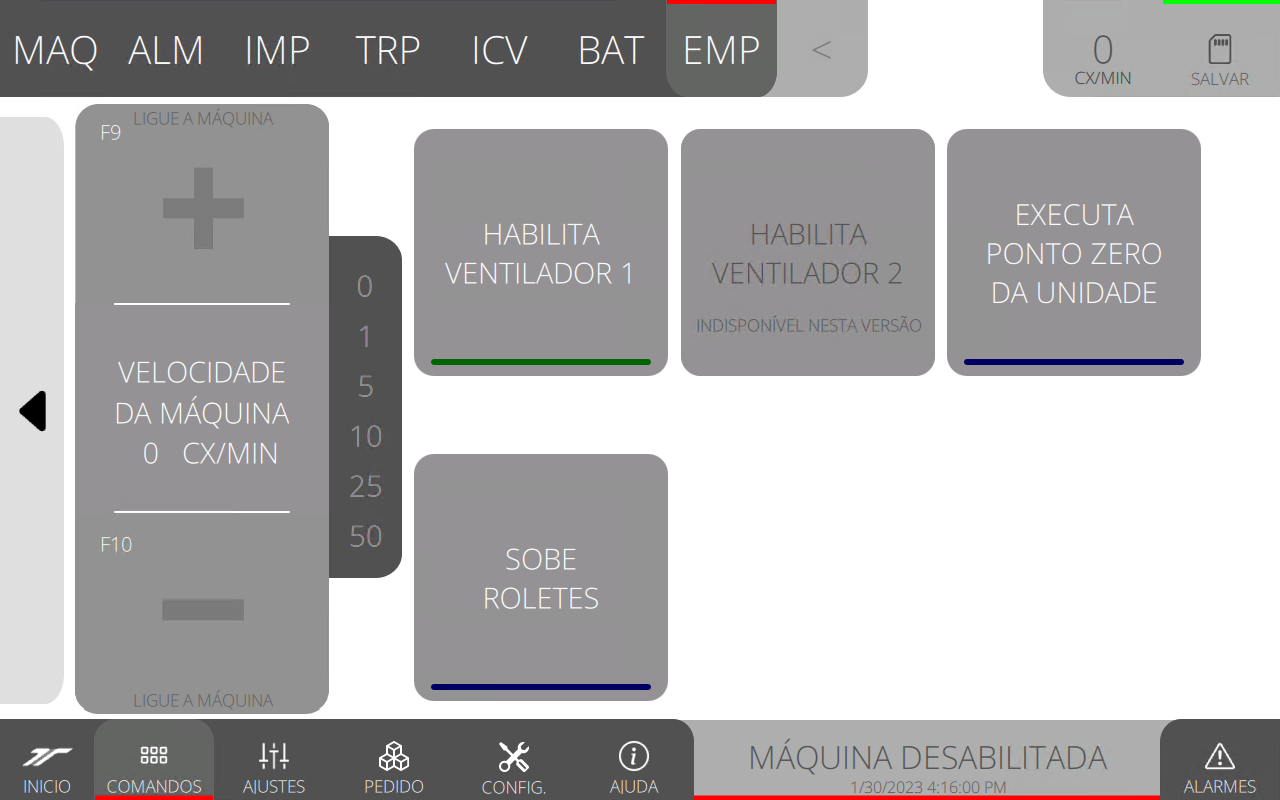 MAQ ALM IMP TRP ICV BAT EMP <
0
CX/MIN
SALVAR
LIGUE A MÁQUINA
F9
VELOCIDADE
DA MÁQUINA
0 CX/MIN
F10
LIGUE A MÁQUINA
0
1
5
10
25
50
HABILITA
VENTILADOR 1
HABILITA
VENTILADOR 2
INDISPONÍVEL NESTA VERSÃO
EXECUTA
PONTO ZERO
DA UNIDADE
SOBE
ROLETES
INICIO
COMANDOS
AJUSTES
PEDIDO
CONFIG.
AJUDA
MÁQUINA DESABILITADA
1/30/2023 4:16:00 PM
ALARMES